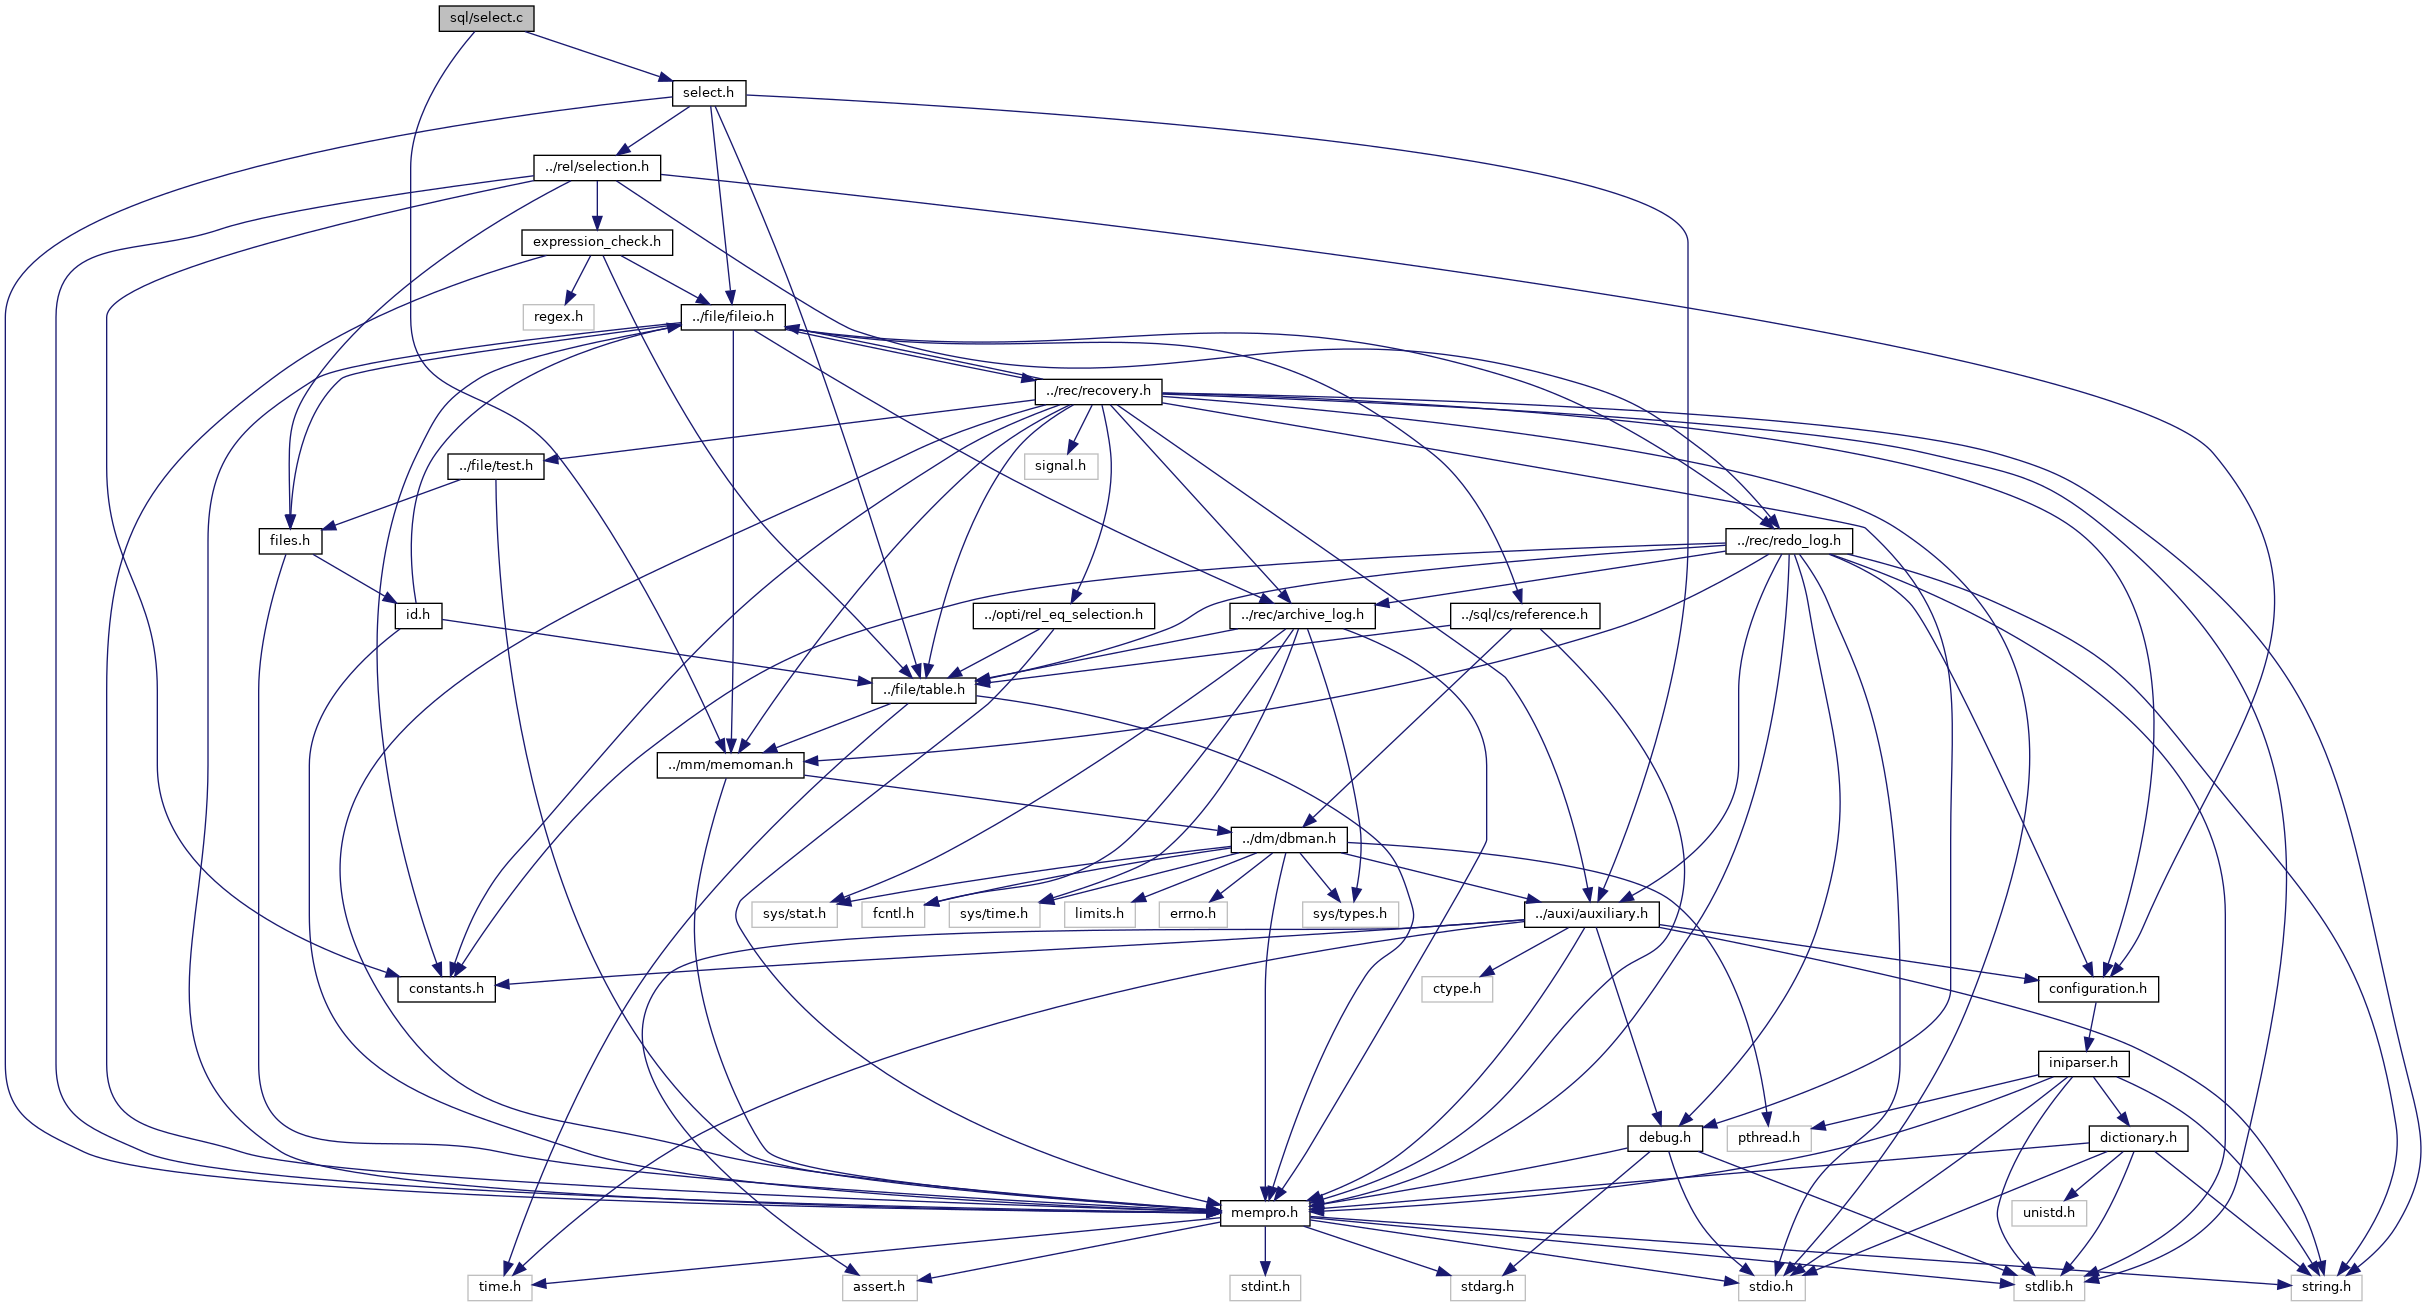 sql/select.c
select.h
../rel/selection.h
expression_check.h
regex.h
../file/fileio.h
../rec/recovery.h
../file/test.h
signal.h
files.h
../rec/redo_log.h
id.h
../opti/rel_eq_selection.h
../rec/archive_log.h
../sql/cs/reference.h
../file/table.h
../mm/memoman.h
../dm/dbman.h
sys/stat.h
fcntl.h
sys/time.h
limits.h
errno.h
sys/types.h
../auxi/auxiliary.h
constants.h
ctype.h
configuration.h
iniparser.h
debug.h
pthread.h
dictionary.h
mempro.h
unistd.h
time.h
assert.h
stdint.h
stdarg.h
stdio.h
stdlib.h
string.h